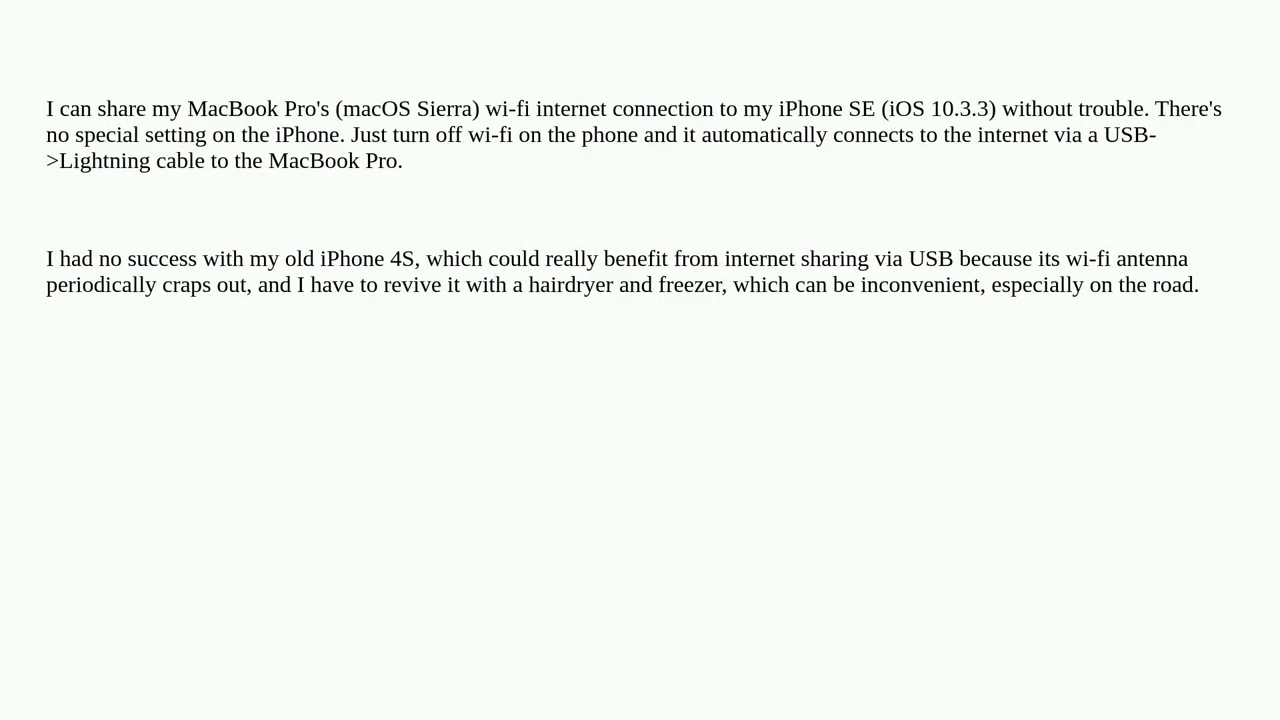 I can share my MacBook Pro's (macOS Sierra) wi-fi internet connection to my iPhone SE (iOS 10.3.3) without trouble. There's
no special setting on the iPhone. Just turn off wi-fi on the phone and it automatically connects to the internet via a USB-
>Lightning cable to the MacBook Pro.
I had no success with my old iPhone 4S, which could really benefit from internet sharing via USB because its wi-fi antenna
periodically craps out, and I have to revive it with a hairdryer and freezer, which can be inconvenient, especially on the road.